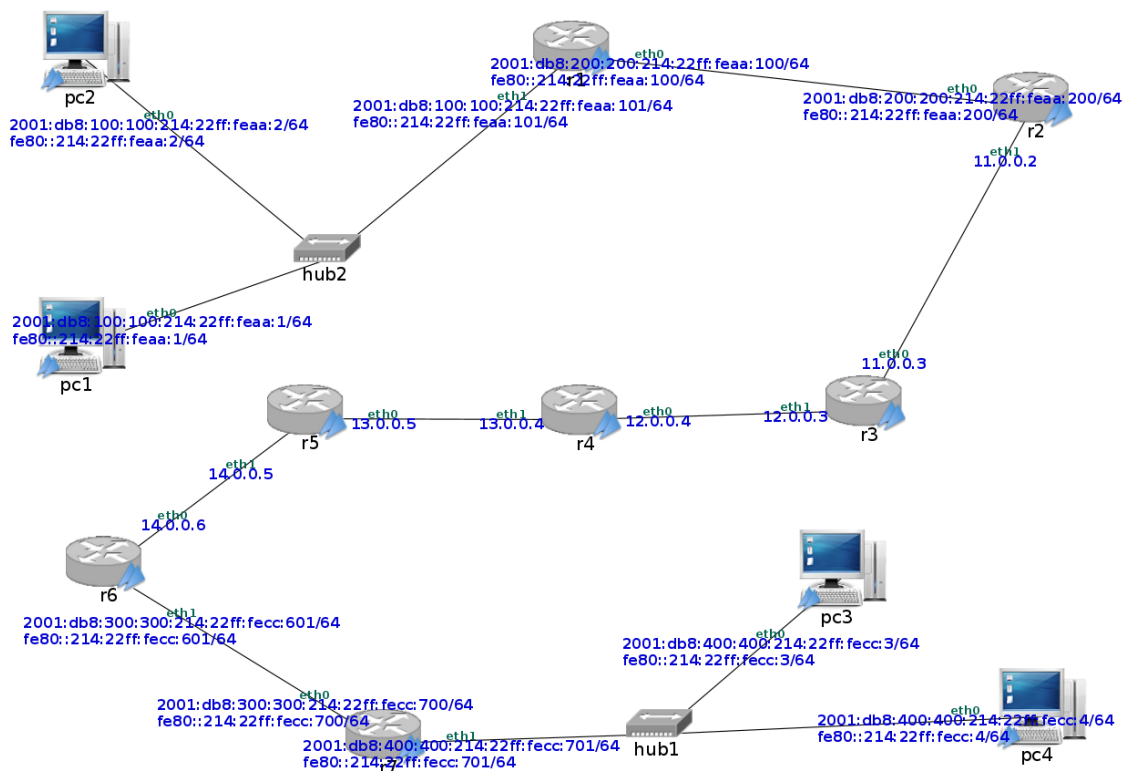 eth0
2001:db8:200:200:214:22ff:feaa:100/64
fe80::214:22ff:feaa:100/64
r1
eth1
2001:db8:100:100:214:22ff:feaa:101/64
fe80::214:22ff:feaa:101/64
eth0
2001:db8:200:200:214:22ff:feaa:200/64
fe80::214:22ff:feaa:200/64
r2
eth1
11.0.0.2
pc2
eth0
2001:db8:100:100:214:22ff:feaa:2/64
fe80::214:22ff:feaa:2/64
hub2
eth0
2001:db8:100:100:214:22ff:feaa:1/64
fe80::214:22ff:feaa:1/64
pc1
eth0
11.0.0.3
r5
eth0
13.0.0.5
eth1
13.0.0.4
r4
eth0
12.0.0.4
eth1
12.0.0.3
r3
eth1
14.0.0.5
eth0
14.0.0.6
r6
eth1
2001:db8:300:300:214:22ff:fecc:601/64
fe80::214:22ff:fecc:601/64
pc3
eth0
2001:db8:400:400:214:22ff:fecc:3/64
fe80::214:22ff:fecc:3/64
eth0
2001:db8:300:300:214:22ff:fecc:700/64
fe80::214:22ff:fecc:700/64
eth1
2001:db8:400:400:214:22ff:fecc:701/64
fe80::214:22ff:fecc:701/64
r7
hub1
eth0
2001:db8:400:400:214:22ff:fecc:4/64
fe80::214:22ff:fecc:4/64
pc4